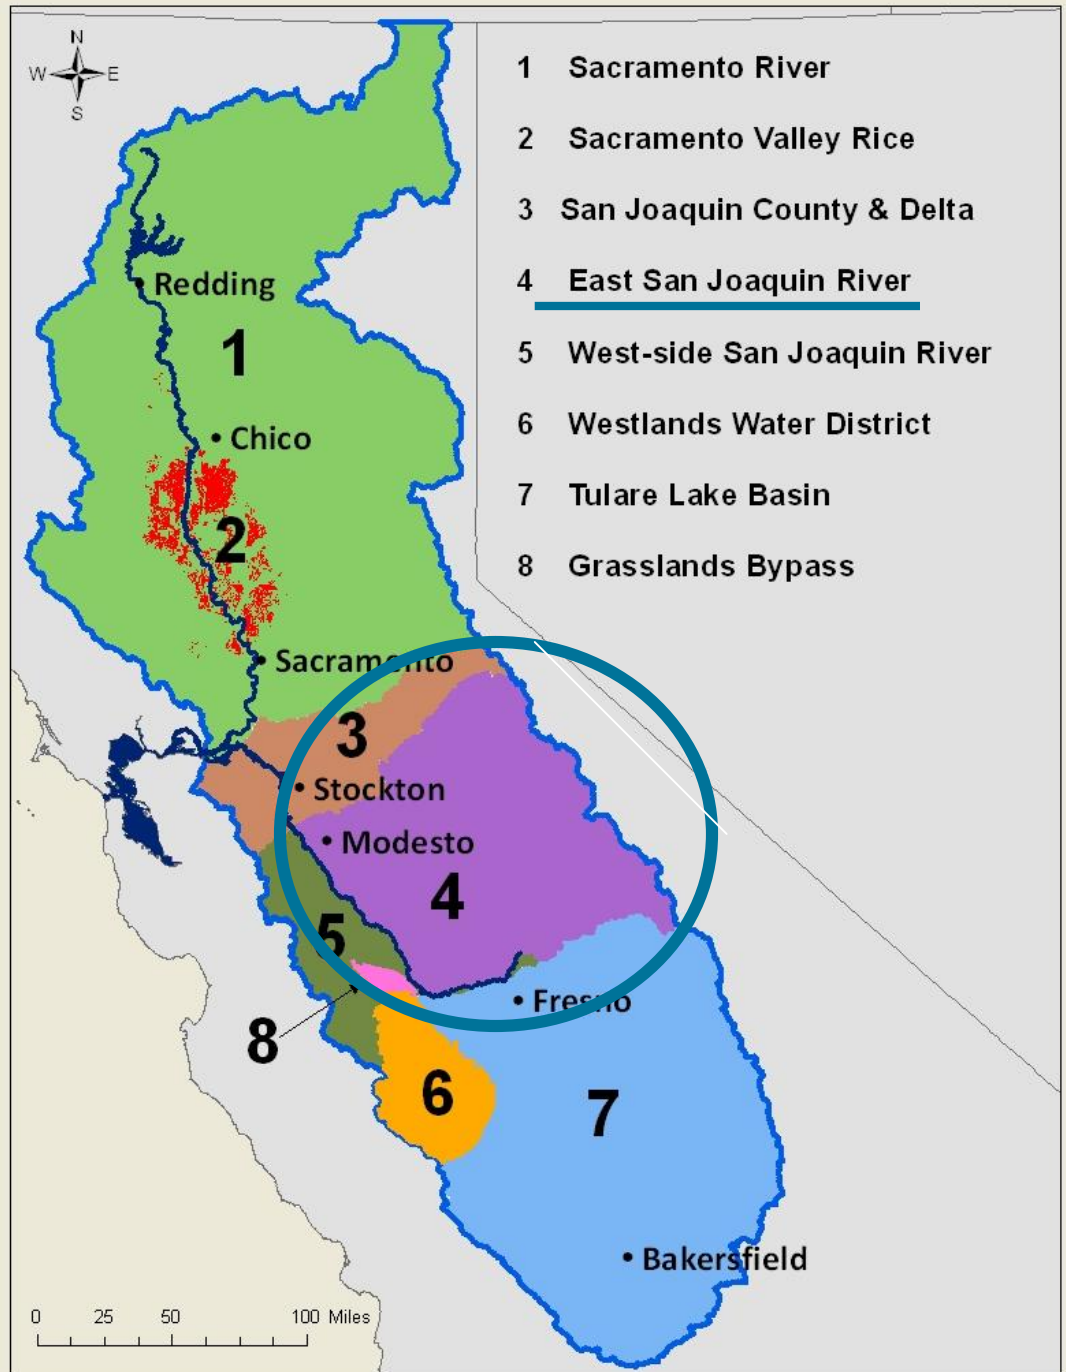 N
W E
S
1 Sacramento River
2 Sacramento Valley Rice
3 San Joaquin County & Delta
4 East San Joaquin River
5 West-side San Joaquin River
6 Westlands Water District
7 Tulare Lake Basin
8 Grasslands Bypass
Redding
1
Chico
2
Sacramento
3
Stockton
Modesto
4
5
Fresno
8
6
7
Bakersfield
0 25 50 100 Miles